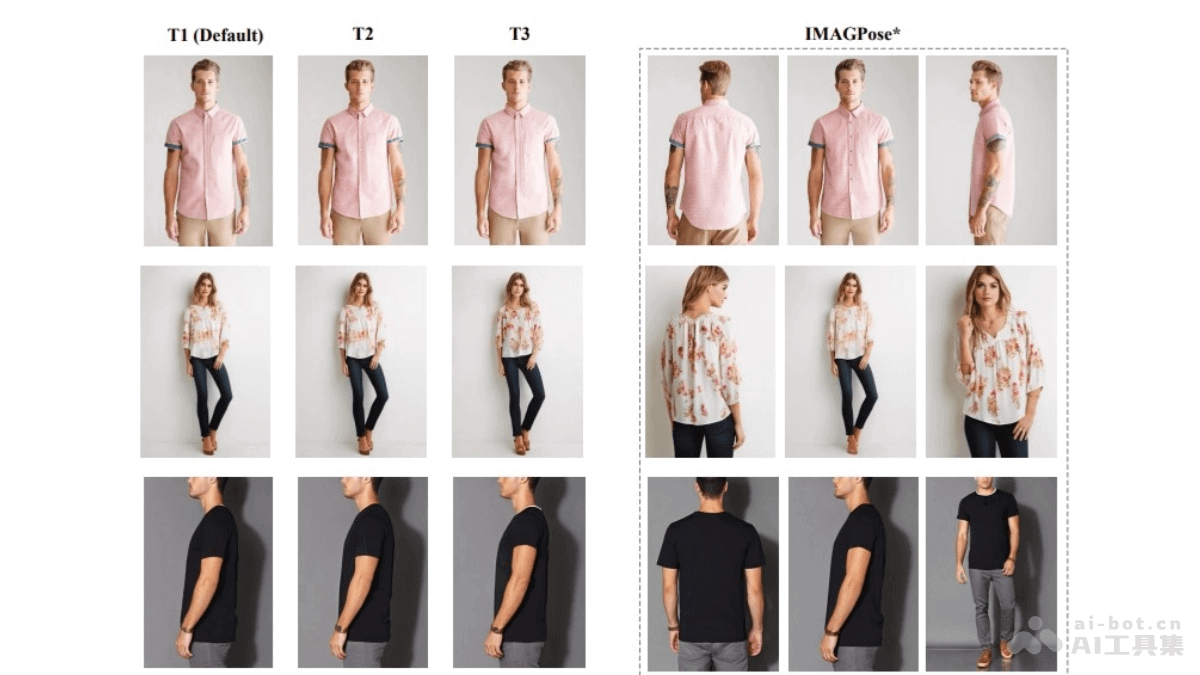 T1 (Default)
T2
T3
IMAGPose*
ai-bot.cn
AI工具集